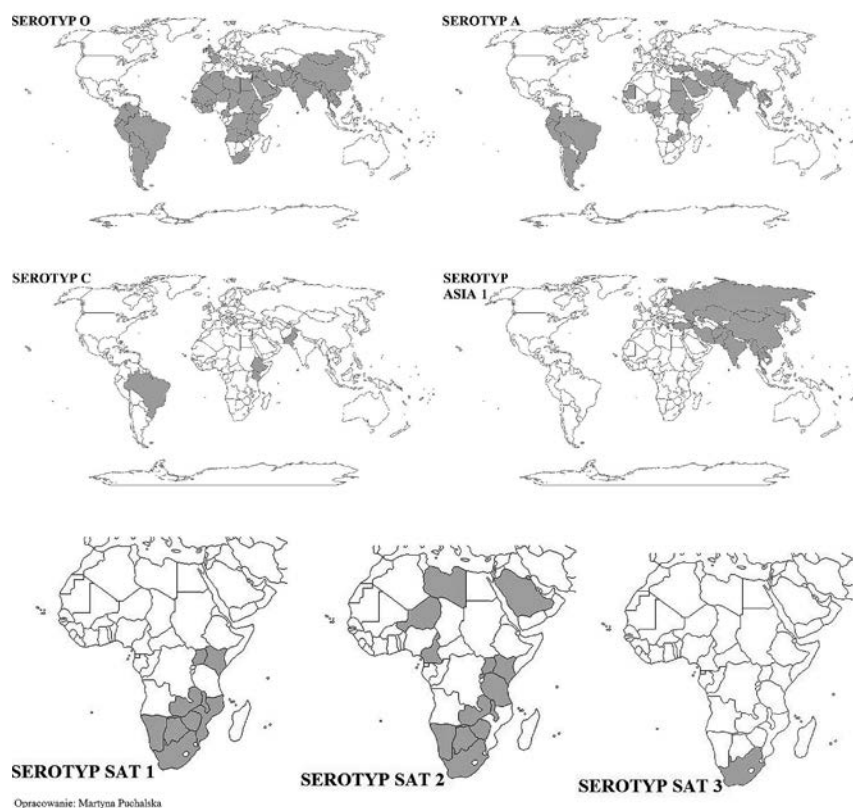 SEROTYP O
SEROTYP A
SEROTYP C
SEROTYP
ASIA 1
SEROTYP SAT 1
SEROTYP SAT 2
SEROTYP SAT 3
Opracowanie: Martyna Puchalska